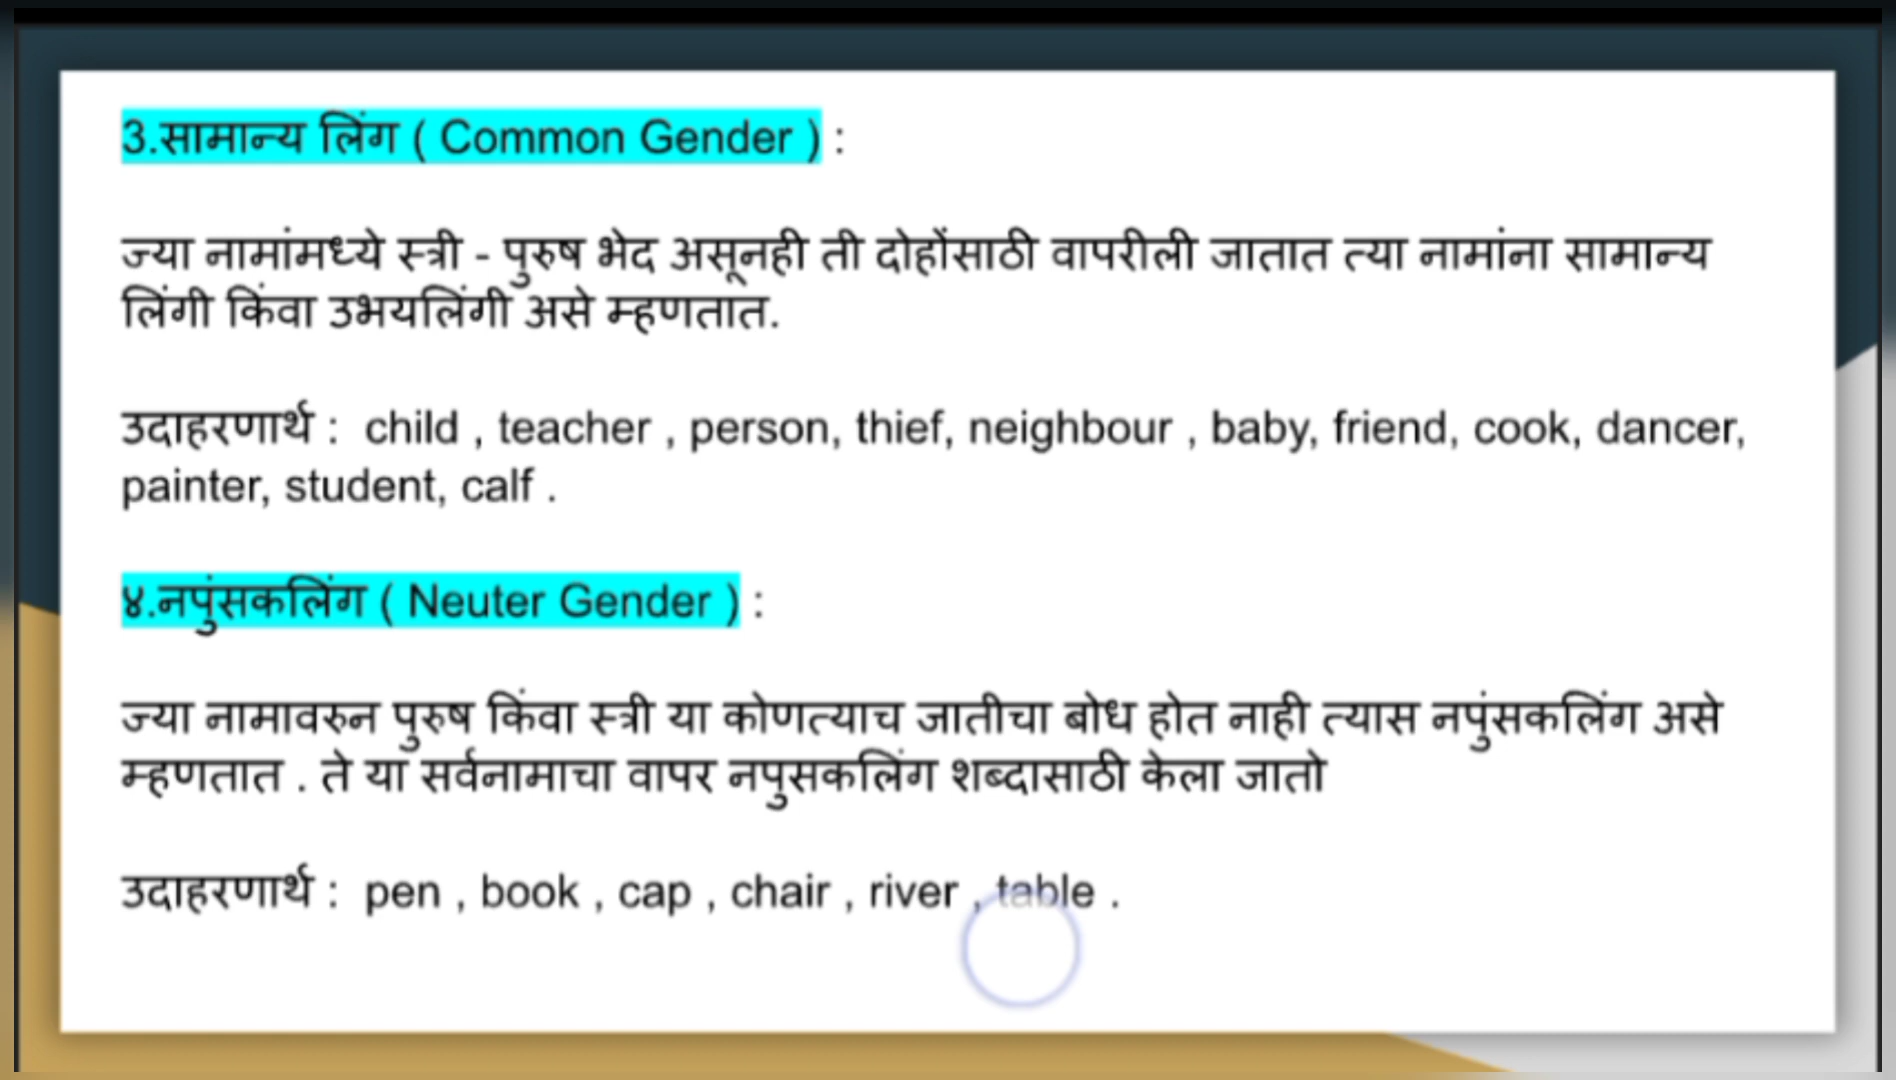 3.सामान्य लिंग ( Common Gender ) :
ज्या नामांमध्ये स्त्री - पुरुष भेद असूनही ती दोहोंसाठी वापरीली जातात त्या नामांना सामान्य
लिंगी किंवा उभयलिंगी असे म्हणतात.
उदाहरणार्थ : child , teacher , person, thief, neighbour , baby, friend, cook, dancer,
painter, student, calf .
४.नपुंसकलिंग ( Neuter Gender ) :
ज्या नामावरुन पुरुष किंवा स्त्री या कोणत्याच जातीचा बोध होत नाही त्यास नपुंसकलिंग असे
म्हणतात . ते या सर्वनामाचा वापर नपुसकलिंग शब्दासाठी केला जातो
उदाहरणार्थ : pen , book , cap , chair , river , table .